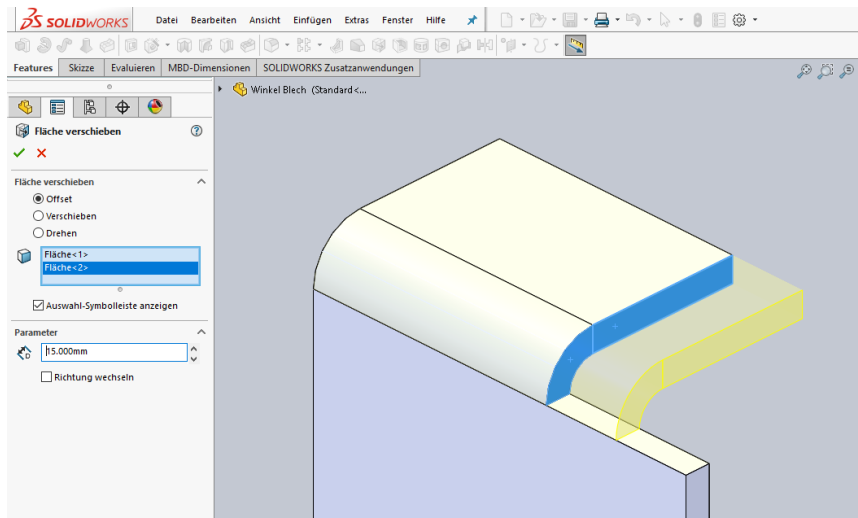 SOLIDWORKS Datei Bearbeiten Ansicht Einfügen Extras Fenster Hilfe
Features Skizze Evaluieren MBD-Dimensionen SOLIDWORKS Zusatzanwendungen
Winkel Blech (Standard<...
Fläche verschieben
Fläche verschieben
Offset
Verschieben
Drehen
Fläche<1>
Fläche<2>
Auswahl-Symbolleiste anzeigen
Parameter
15.000mm
Richtung wechseln